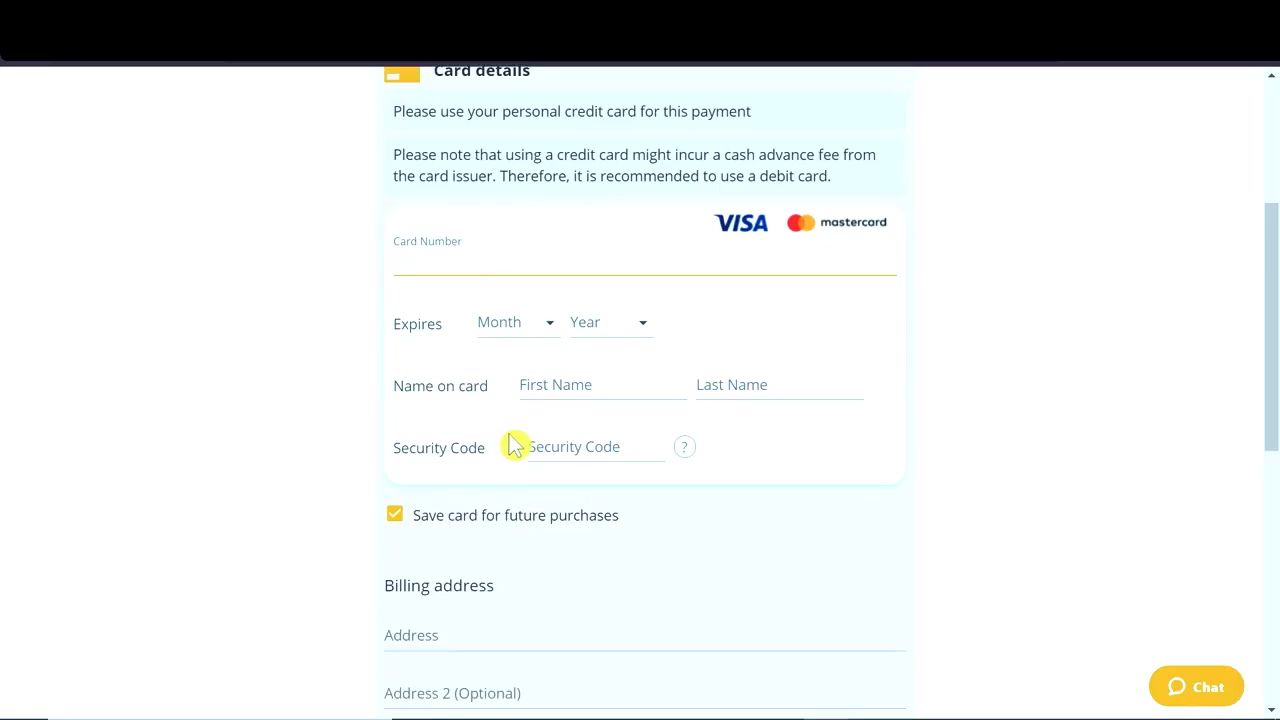 Card details
Please use your personal credit card for this payment
Please note that using a credit card might incur a cash advance fee from
the card issuer. Therefore, it is recommended to use a debit card.
VISA mastercard
Card Number
Expires Month Year
Name on card First Name Last Name
Security Code Security Code ?
Save card for future purchases
Billing address
Address
Address 2 (Optional)
Chat